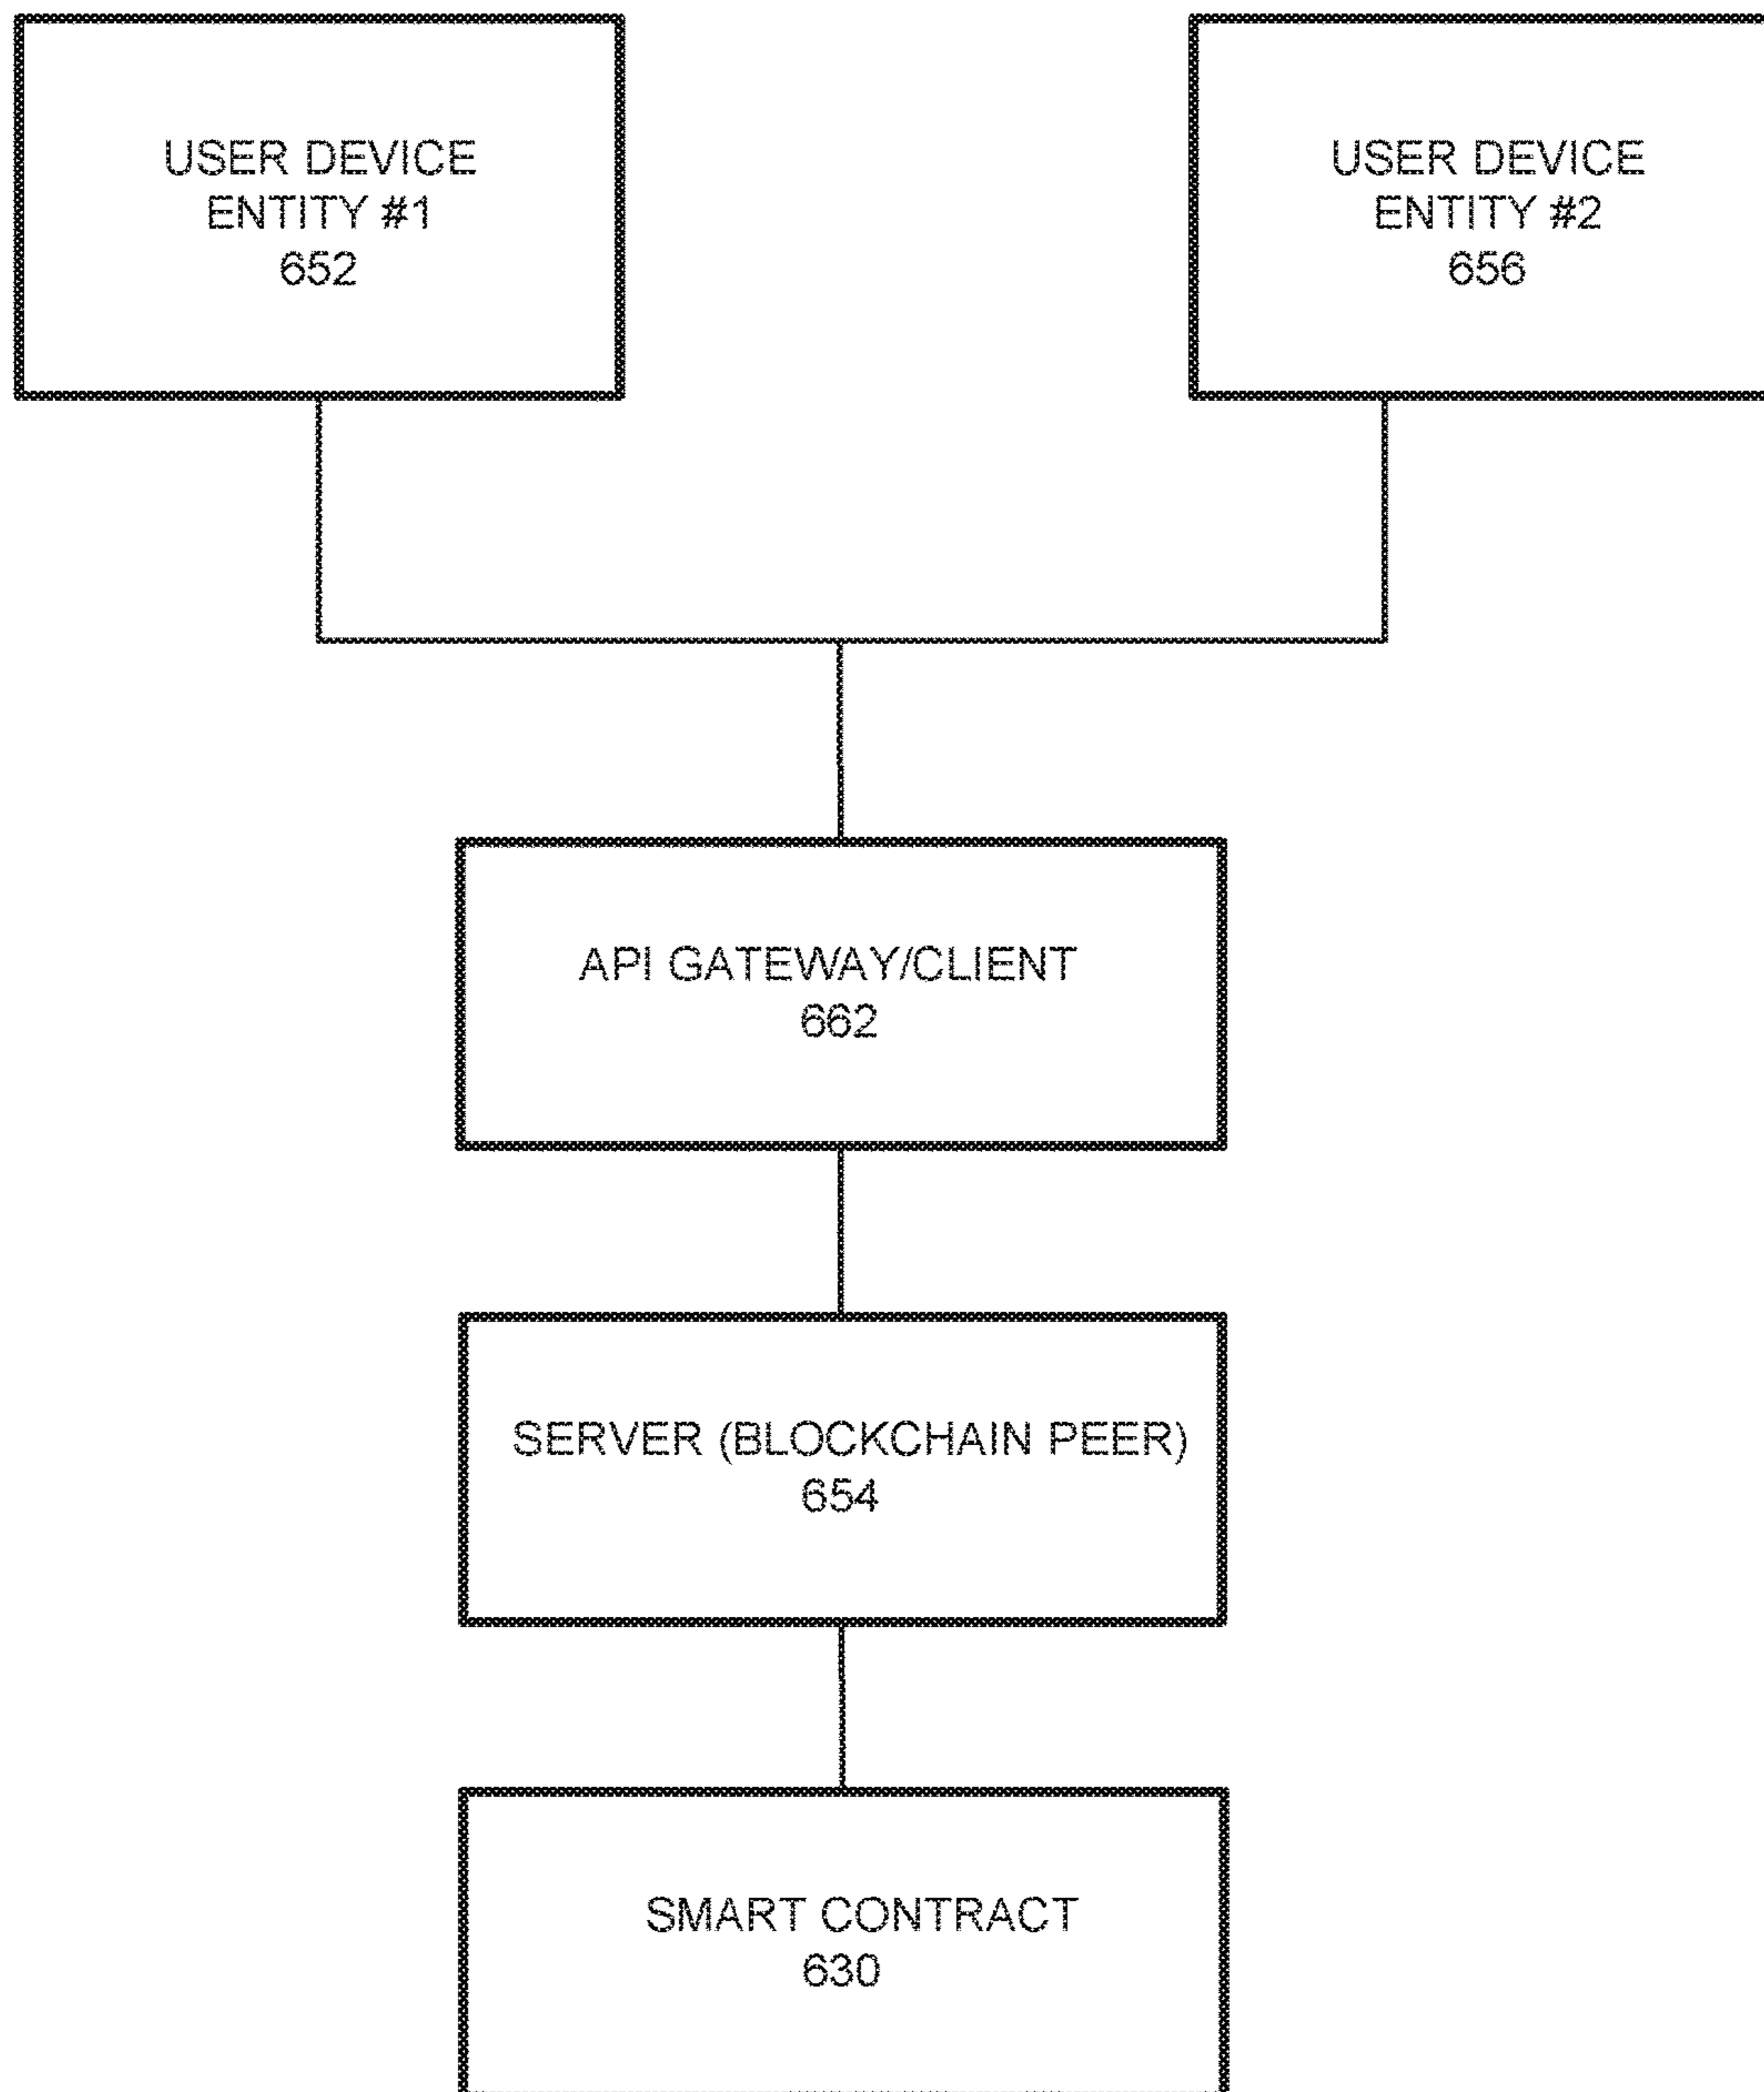 USER DEVICE
ENTITY #1
652
USER DEVICE
ENTITY #2
656
API GATEWAY/CLIENT
662
SERVER (BLOCKCHAIN PEER)
654
SMART CONTRACT
630